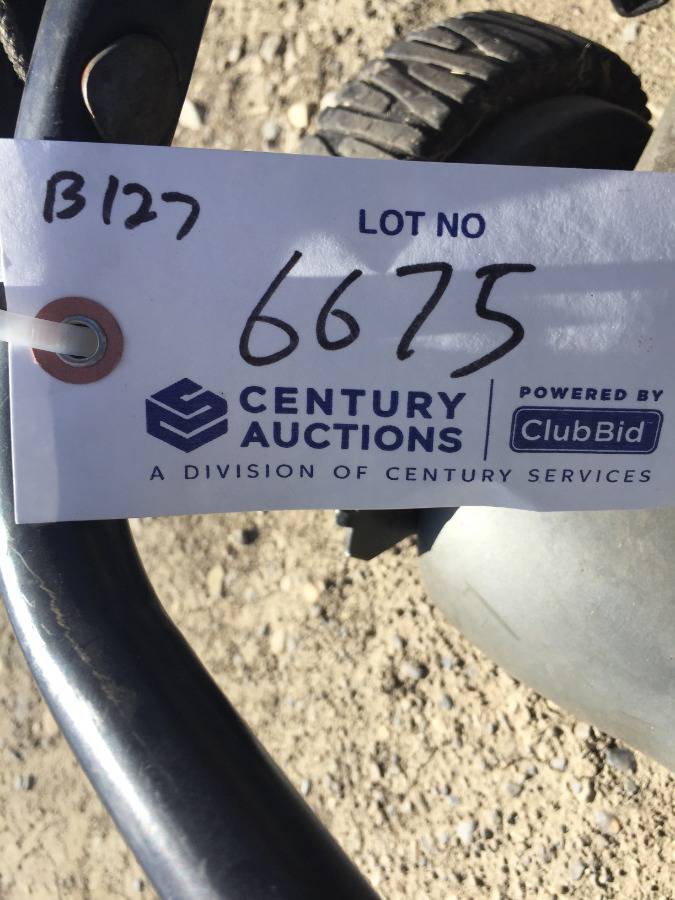 B127
LOT NO
6675
CENTURY AUCTIONS
POWERED BY
ClubBid
A DIVISION OF CENTURY SERVICES